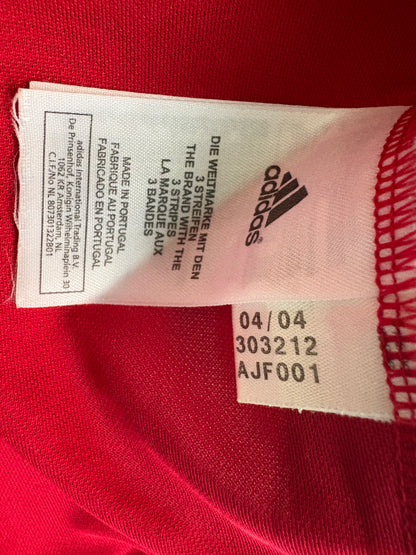 adidas®
DIE WELTMARKE MIT DEN
3 STREIFEN
THE BRAND WITH THE
3 STRIPES
LA MARQUE AUX
3 BANDES
MADE IN PORTUGAL
FABRIQUE AU PORTUGAL
FABRICADO EN PORTUGAL
adidas International Trading B.V.
De Prinsenhof, Konigin Wilhelminaplein 30
1062 KR Amsterdam, NL
C.I.F./No NL 807301322B01
04/04
303212
AJF001